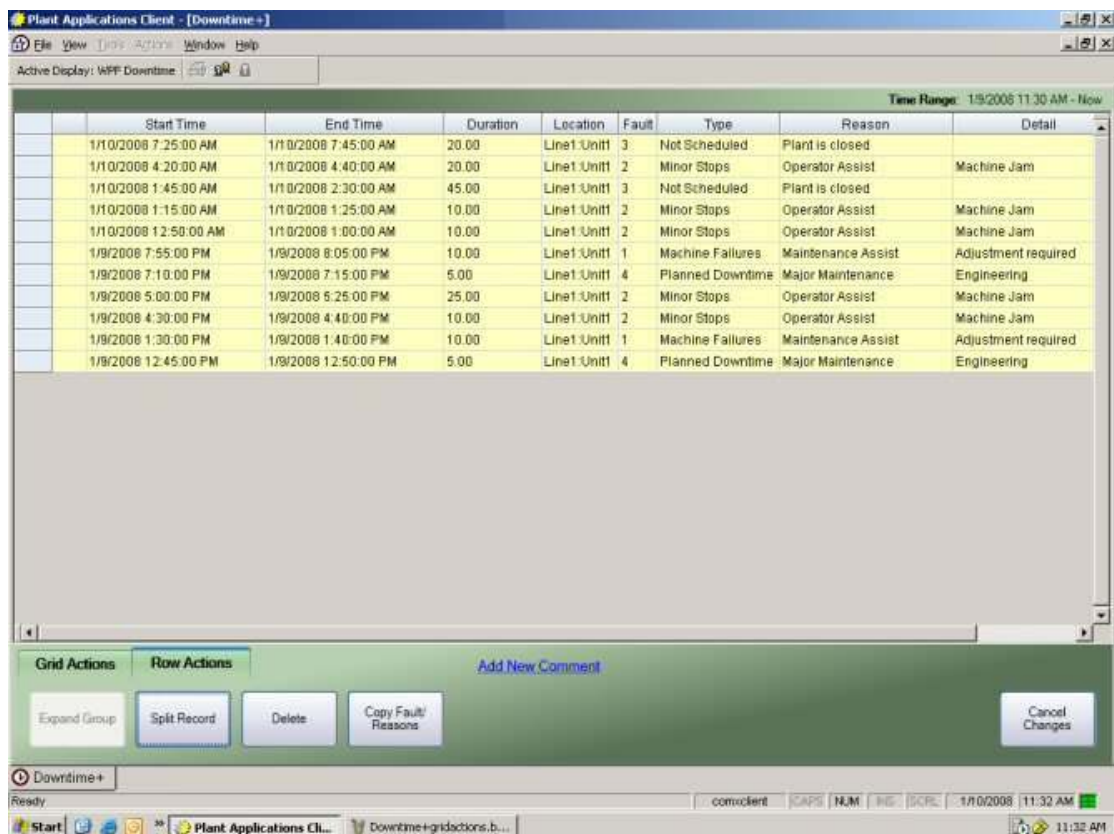 Plant Applications Client - [Downtime+]
File View Tools Actions Window Help
Active Display: WPF Downtime
Time Range: 1/9/2008 11:30 AM - Now
Start Time End Time Duration Location Fault Type Reason Detail
1/10/2008 7:25:00 AM 1/10/2008 7:45:00 AM 20.00 Line1:Unit1 3 Not Scheduled Plant is closed
1/10/2008 4:20:00 AM 1/10/2008 4:40:00 AM 20.00 Line1:Unit1 2 Minor Stops Operator Assist Machine Jam
1/10/2008 1:45:00 AM 1/10/2008 2:30:00 AM 45.00 Line1:Unit1 3 Not Scheduled Plant is closed
1/10/2008 1:15:00 AM 1/10/2008 1:25:00 AM 10.00 Line1:Unit1 2 Minor Stops Operator Assist Machine Jam
1/10/2008 12:50:00 AM 1/10/2008 1:00:00 AM 10.00 Line1:Unit1 2 Minor Stops Operator Assist Machine Jam
1/9/2008 7:55:00 PM 1/9/2008 8:05:00 PM 10.00 Line1:Unit1 1 Machine Failures Maintenance Assist Adjustment required
1/9/2008 7:10:00 PM 1/9/2008 7:15:00 PM 5.00 Line1:Unit1 4 Planned Downtime Major Maintenance Engineering
1/9/2008 5:00:00 PM 1/9/2008 5:25:00 PM 25.00 Line1:Unit1 2 Minor Stops Operator Assist Machine Jam
1/9/2008 4:30:00 PM 1/9/2008 4:40:00 PM 10.00 Line1:Unit1 2 Minor Stops Operator Assist Machine Jam
1/9/2008 1:30:00 PM 1/9/2008 1:40:00 PM 10.00 Line1:Unit1 1 Machine Failures Maintenance Assist Adjustment required
1/9/2008 12:45:00 PM 1/9/2008 12:50:00 PM 5.00 Line1:Unit1 4 Planned Downtime Major Maintenance Engineering
Grid Actions Row Actions Add New Comment
Expand Group Split Record Delete Copy Fault/
Reasons Cancel
Changes
Downtime+
Ready comxclient CAPS NUM INS SCRL 1/10/2008 11:32 AM
Start » Plant Applications Cli... Downtime+gridactions.b... 11:32 AM